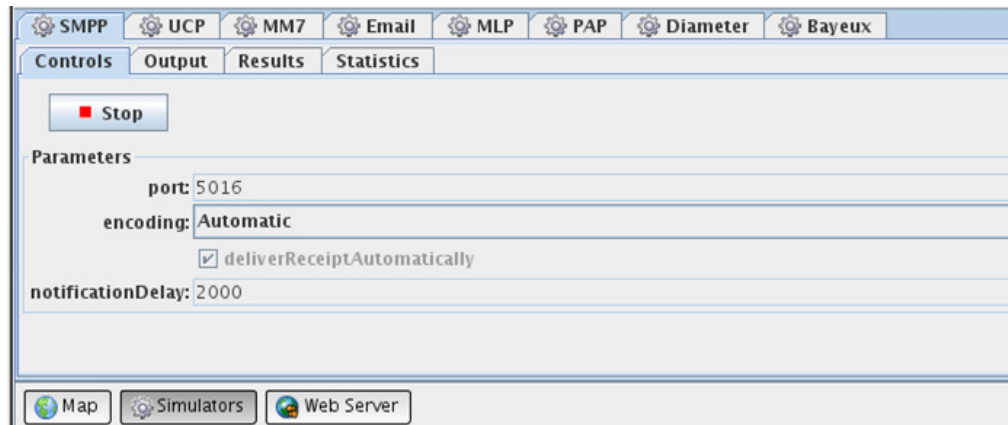 SMPP UCP MM7 Email MLP PAP Diameter Bayeux
Controls Output Results Statistics
Stop
Parameters
port: 5016
encoding: Automatic
deliverReceiptAutomatically
notificationDelay: 2000
Map Simulators Web Server